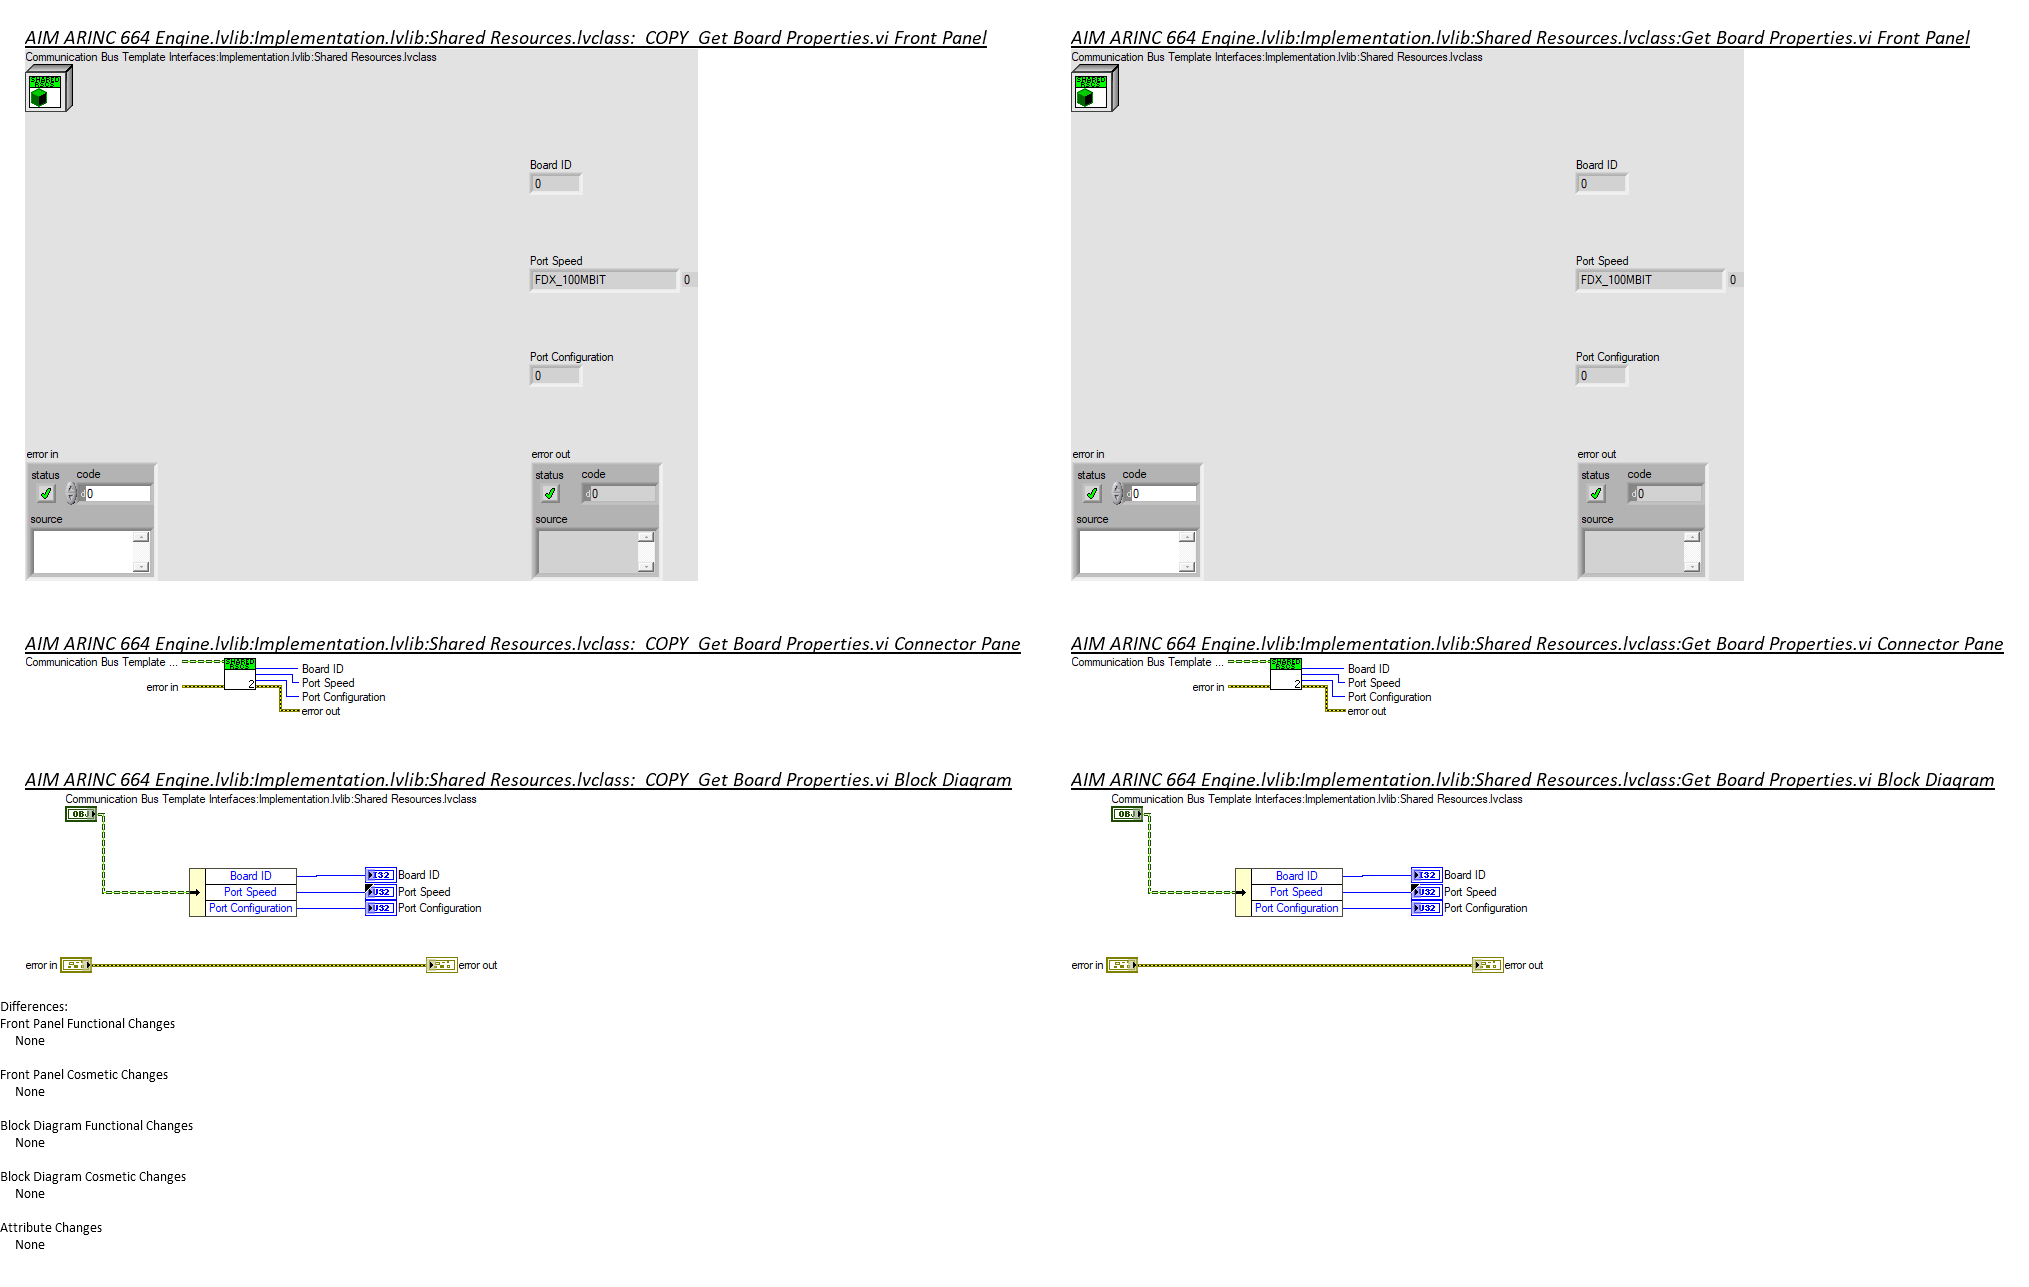 AIM ARINC 664 Engine.lvlib:Implementation.lvlib:Shared Resources.lvclass:_COPY_Get Board Properties.vi Front Panel
Communication Bus Template Interfaces:Implementation.lvlib:Shared Resources.lvclass
SHARED
RSCS
Board ID
0
Port Speed
FDX_100MBIT 0
Port Configuration
0
error in
status code
d 0
source
error out
status code
d 0
source
AIM ARINC 664 Engine.lvlib:Implementation.lvlib:Shared Resources.lvclass:_COPY_Get Board Properties.vi Connector Pane
Communication Bus Template ...
SHARED
RSCS
2
error in
Board ID
Port Speed
Port Configuration
error out
AIM ARINC 664 Engine.lvlib:Implementation.lvlib:Shared Resources.lvclass:_COPY_Get Board Properties.vi Block Diagram
Communication Bus Template Interfaces:Implementation.lvlib:Shared Resources.lvclass
OBJ
Board ID I32 Board ID
Port Speed U32 Port Speed
Port Configuration U32 Port Configuration
error in error out
Differences:
Front Panel Functional Changes
None
Front Panel Cosmetic Changes
None
Block Diagram Functional Changes
None
Block Diagram Cosmetic Changes
None
Attribute Changes
None
AIM ARINC 664 Engine.lvlib:Implementation.lvlib:Shared Resources.lvclass:Get Board Properties.vi Front Panel
Communication Bus Template Interfaces:Implementation.lvlib:Shared Resources.lvclass
SHARED
RSCS
Board ID
0
Port Speed
FDX_100MBIT 0
Port Configuration
0
error in
status code
d 0
source
error out
status code
d 0
source
AIM ARINC 664 Engine.lvlib:Implementation.lvlib:Shared Resources.lvclass:Get Board Properties.vi Connector Pane
Communication Bus Template ...
SHARED
RSCS
2
error in
Board ID
Port Speed
Port Configuration
error out
AIM ARINC 664 Engine.lvlib:Implementation.lvlib:Shared Resources.lvclass:Get Board Properties.vi Block Diagram
Communication Bus Template Interfaces:Implementation.lvlib:Shared Resources.lvclass
OBJ
Board ID I32 Board ID
Port Speed U32 Port Speed
Port Configuration U32 Port Configuration
error in error out